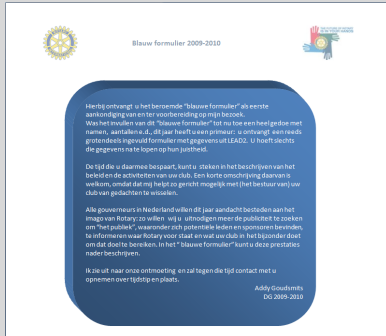 Blauw formulier 2009-2010
Hierbij ontvangt u het beroemde "blauwe formulier" als eerste
aankondiging van en ter voorbereiding op mijn bezoek.
Was het invullen van dit "blauwe formulier" tot nu toe een heel gedoe met
namen, aantallen e.d., dit jaar heeft u een primeur: u ontvangt een reeds
grotendeels ingevuld formulier met gegevens uit LEAD2. U hoeft slechts
die gegevens na te lopen op hun juistheid.
De tijd die u daarmee bespart, kunt u steken in het beschrijven van het
beleid en de activiteiten van uw club. Een korte omschrijving daarvan is
welkom, omdat dat mij helpt zo gericht mogelijk met (het bestuur van) uw
club van gedachten te wisselen.
Alle gouverneurs in Nederland willen dit jaar aandacht besteden aan het
imago van Rotary: zo willen wij u uitnodigen meer de publiciteit te zoeken
om "het publiek", waaronder zich potentiële leden en sponsoren bevinden,
te informeren waar Rotary voor staat en wat uw club in het bijzonder doet
om dat doel te bereiken. In het " blauwe formulier" kunt u deze prestaties
nader beschrijven.
Ik zie uit naar onze ontmoeting en zal tegen die tijd contact met u
opnemen over tijdstip en plaats.
Addy Goudsmits
DG 2009-2010